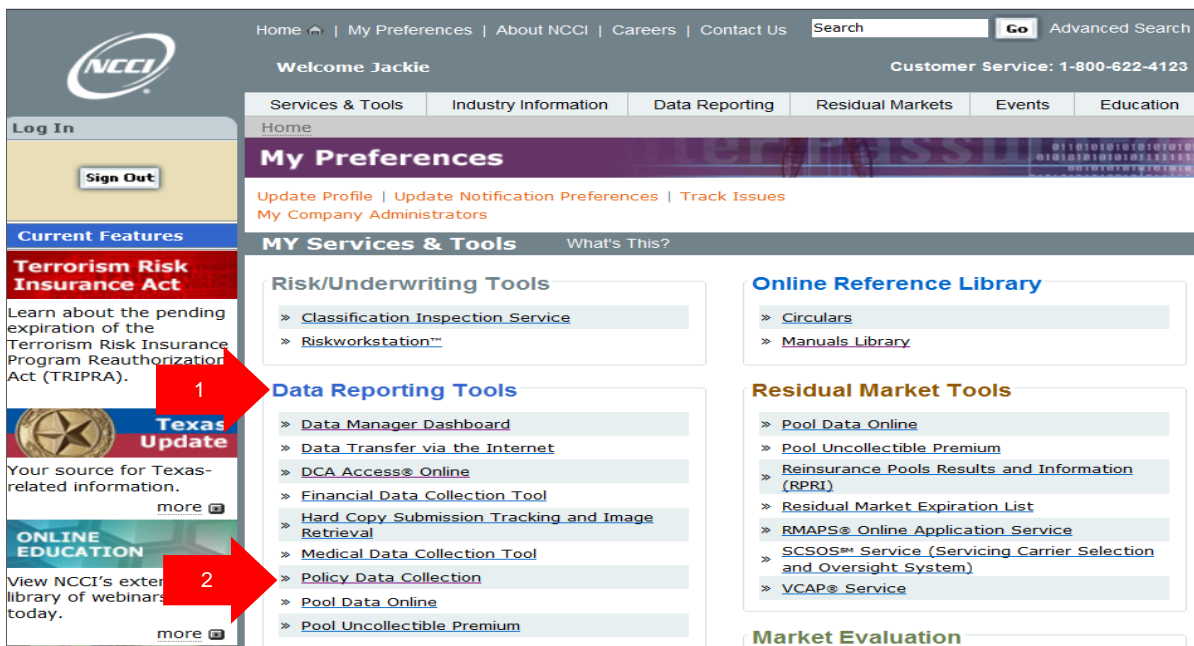 Home | My Preferences | About NCCI | Careers | Contact Us Search Go Advanced Search
NCCI
Welcome Jackie Customer Service: 1-800-622-4123
Services & Tools Industry Information Data Reporting Residual Markets Events Education
Log In
Sign Out
Current Features
Terrorism Risk
Insurance Act
Learn about the pending
expiration of the
Terrorism Risk Insurance
Program Reauthorization
Act (TRIPRA).
Texas
Update
Your source for Texas-
related information.
more
ONLINE
EDUCATION
View NCCI's
library of webinars
today.
more
Home
My Preferences
Update Profile | Update Notification Preferences | Track Issues
My Company Administrators
MY Services & Tools What's This?
Risk/Underwriting Tools
» Classification Inspection Service
» Riskworkstation™
1
Data Reporting Tools
» Data Manager Dashboard
» Data Transfer via the Internet
» DCA Access® Online
» Financial Data Collection Tool
» Hard Copy Submission Tracking and Image
Retrieval
» Medical Data Collection Tool
2
» Policy Data Collection
» Pool Data Online
» Pool Uncollectible Premium
Online Reference Library
» Circulars
» Manuals Library
Residual Market Tools
» Pool Data Online
» Pool Uncollectible Premium
» Reinsurance Pools Results and Information
(RPRI)
» Residual Market Expiration List
» RMAPS® Online Application Service
» SCSOS℠ Service (Servicing Carrier Selection
and Oversight System)
» VCAP® Service
Market Evaluation